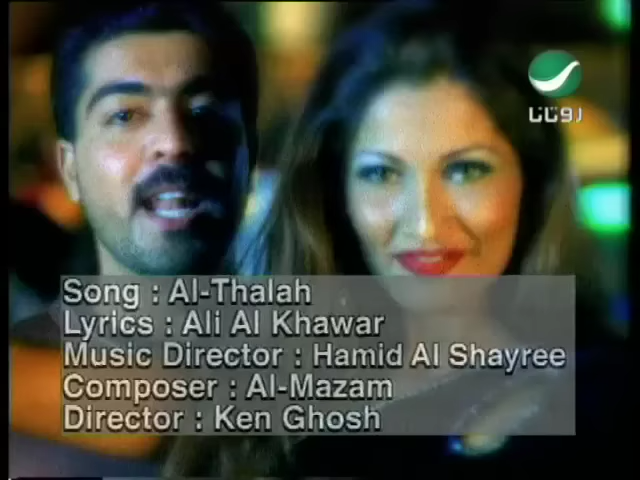 روتانا
Song : Al-Thalah
Lyrics : Ali Al Khawar
Music Director : Hamid Al Shayree
Composer : Al-Mazam
Director : Ken Ghosh